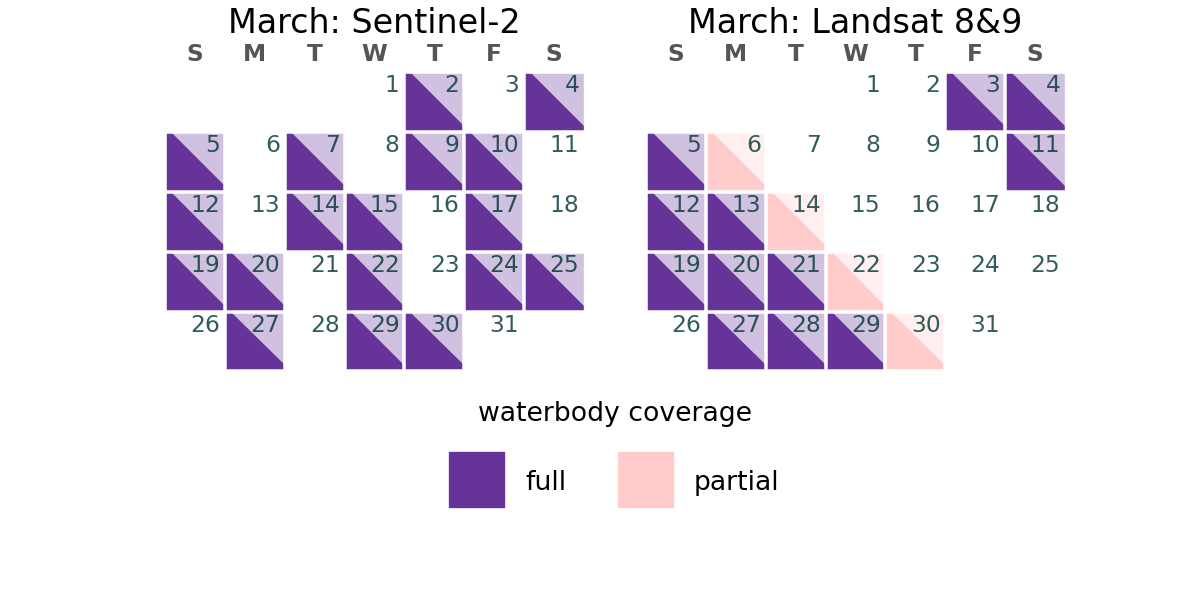 March: Sentinel-2
S M T W T F S
1 2 3 4
5 6 7 8 9 10 11
12 13 14 15 16 17 18
19 20 21 22 23 24 25
26 27 28 29 30 31
March: Landsat 8&9
S M T W T F S
1 2 3 4
5 6 7 8 9 10 11
12 13 14 15 16 17 18
19 20 21 22 23 24 25
26 27 28 29 30 31
waterbody coverage
full partial